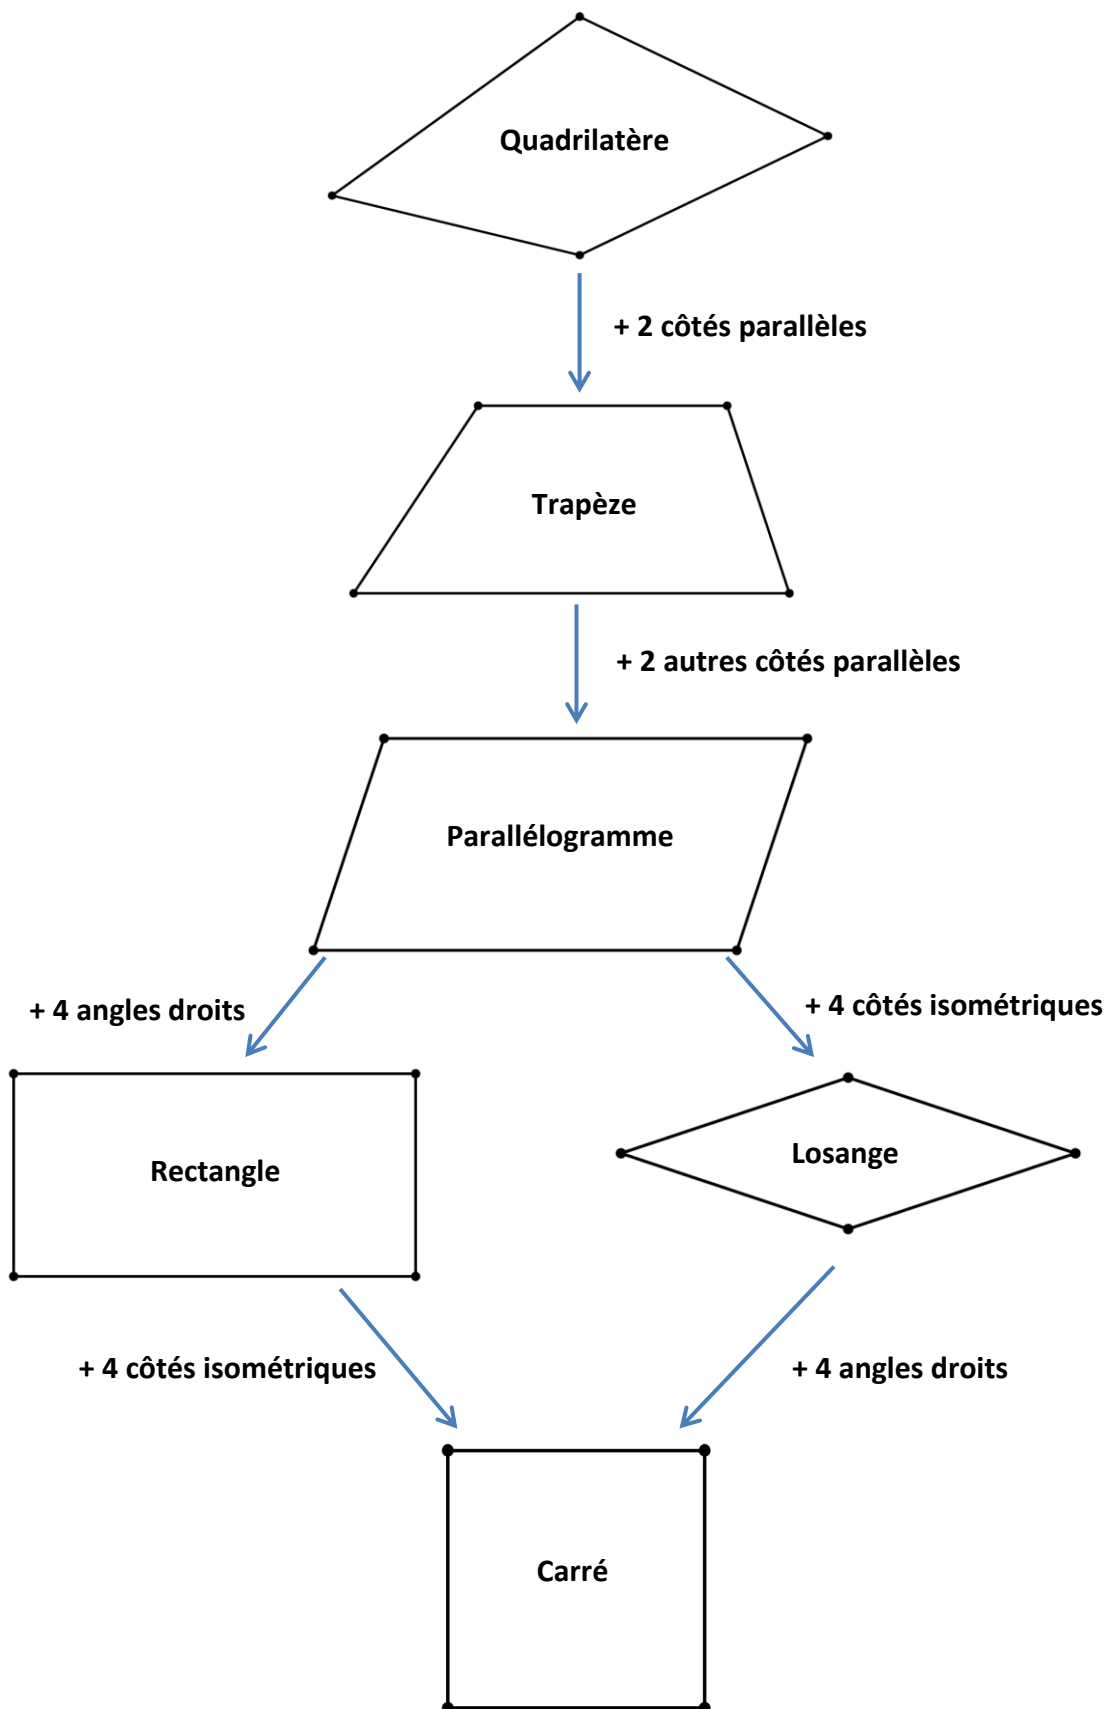 Quadrilatère
+ 2 côtés parallèles
Trapèze
+ 2 autres côtés parallèles
Parallélogramme
+ 4 angles droits
+ 4 côtés isométriques
Rectangle
Losange
+ 4 côtés isométriques
+ 4 angles droits
Carré